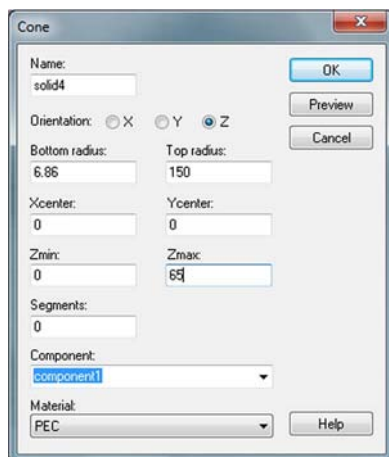 Cone
Name:
solid4
OK
Orientation: X Y Z
Preview
Bottom radius: Top radius:
6.86 150
Cancel
Xcenter: Ycenter:
0 0
Zmin: Zmax:
0 65
Segments:
0
Component:
component1
Material:
PEC
Help